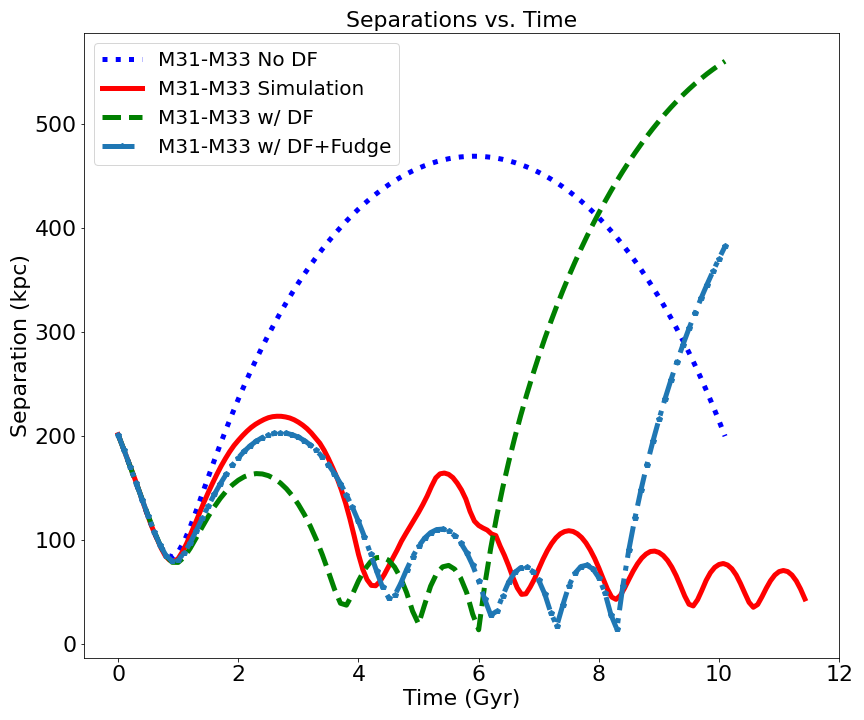 Separations vs. Time
M31-M33 No DF
M31-M33 Simulation
M31-M33 w/ DF
M31-M33 w/ DF+Fudge
Separation (kpc)
500
400
300
200
100
0
0 2 4 6 8 10 12
Time (Gyr)